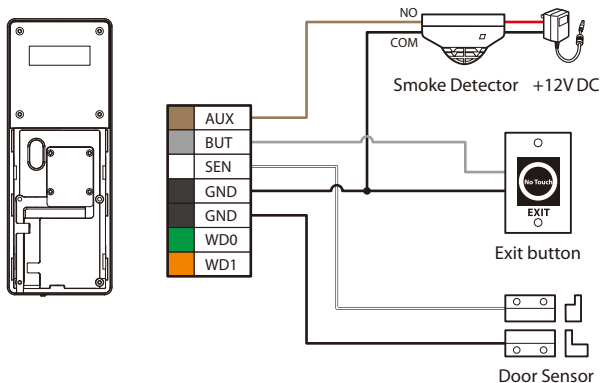 NO
COM
Smoke Detector
+12V DC
AUX
BUT
SEN
GND
GND
WD0
WD1
No Touch
EXIT
Exit button
Door Sensor